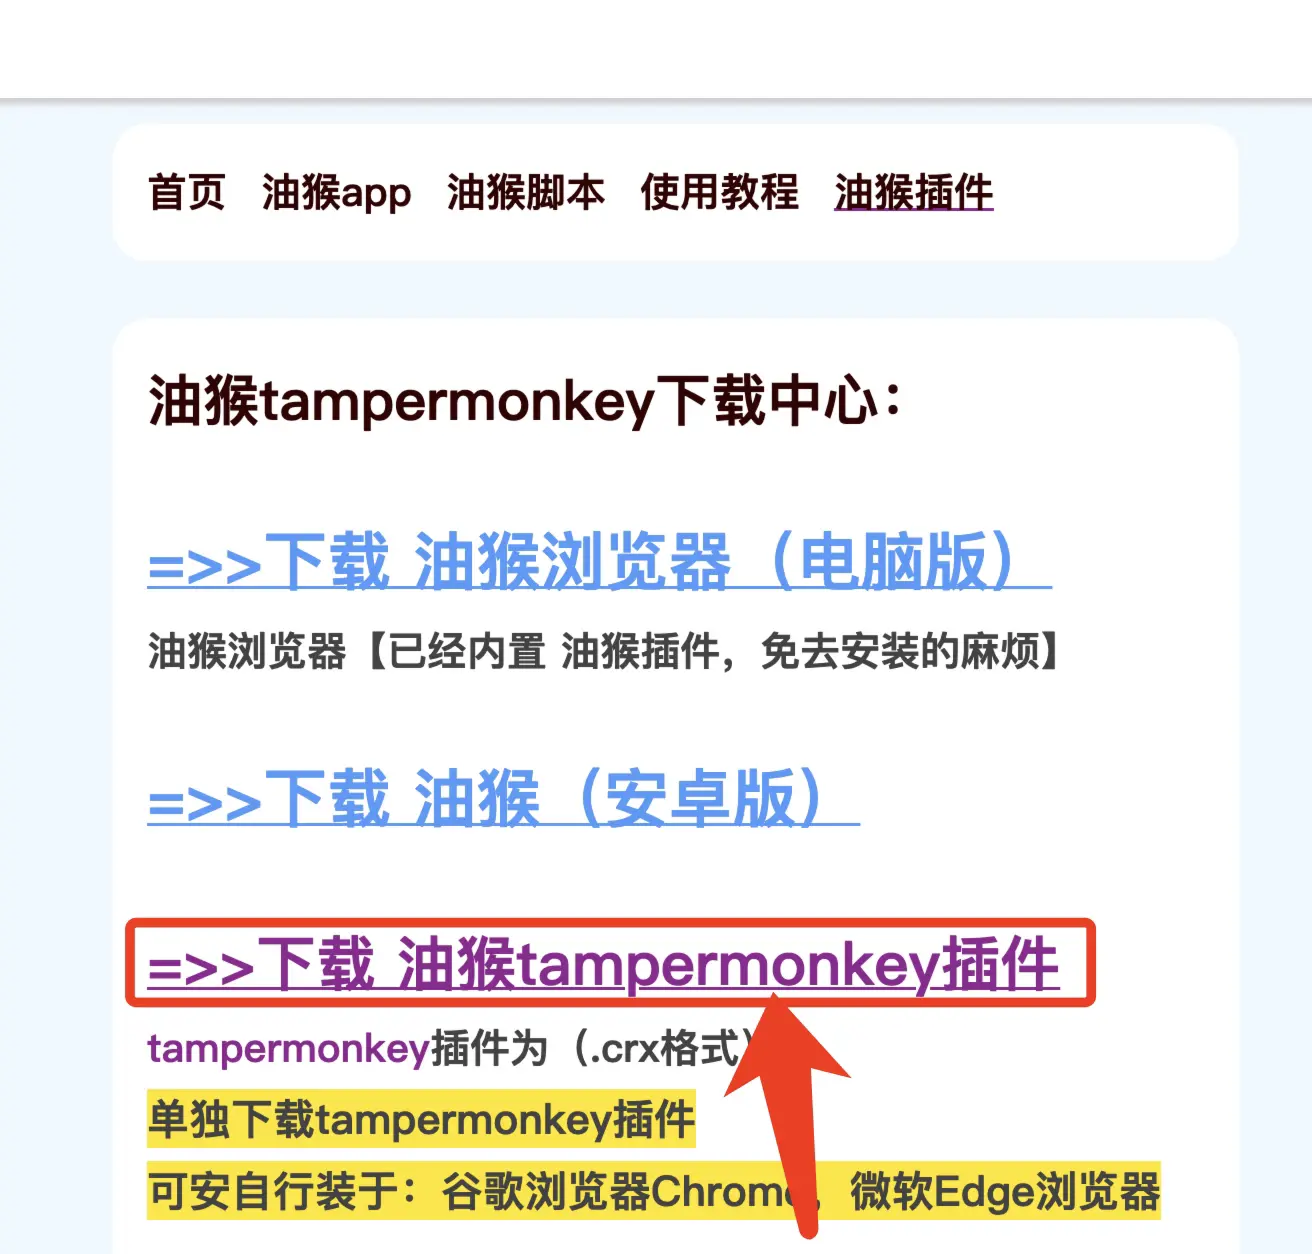 首页 油猴app 油猴脚本 使用教程 油猴插件
油猴tampermonkey下载中心：
=>>下载 油猴浏览器（电脑版）
油猴浏览器【已经内置 油猴插件，免去安装的麻烦】
=>>下载 油猴（安卓版）
=>>下载 油猴tampermonkey插件
tampermonkey插件为（.crx格式）
单独下载tampermonkey插件
可安自行装于：谷歌浏览器Chrome，微软Edge浏览器